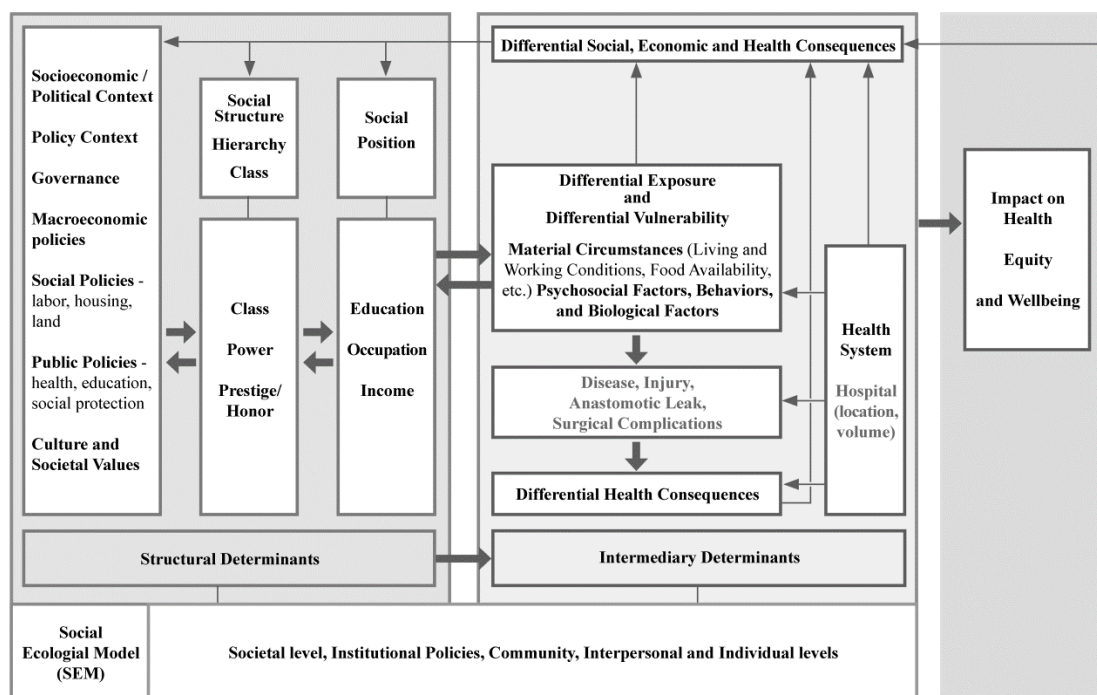 Socioeconomic /
Political Context
Policy Context
Governance
Macroeconomic
policies
Social Policies -
labor, housing,
land
Public Policies -
health, education,
social protection
Culture and
Societal Values
Social
Structure
Hierarchy
Class
Social
Position
Class
Power
Prestige/
Honor
Education
Occupation
Income
Structural Determinants
Differential Social, Economic and Health Consequences
Differential Exposure
and
Differential Vulnerability
Material Circumstances (Living and
Working Conditions, Food Availability,
etc.) Psychosocial Factors, Behaviors,
and Biological Factors
Disease, Injury,
Anastomotic Leak,
Surgical Complications
Differential Health Consequences
Health
System
Hospital
(location,
volume)
Intermediary Determinants
Impact on
Health
Equity
and Wellbeing
Social
Ecologial Model
(SEM)
Societal level, Institutional Policies, Community, Interpersonal and Individual levels